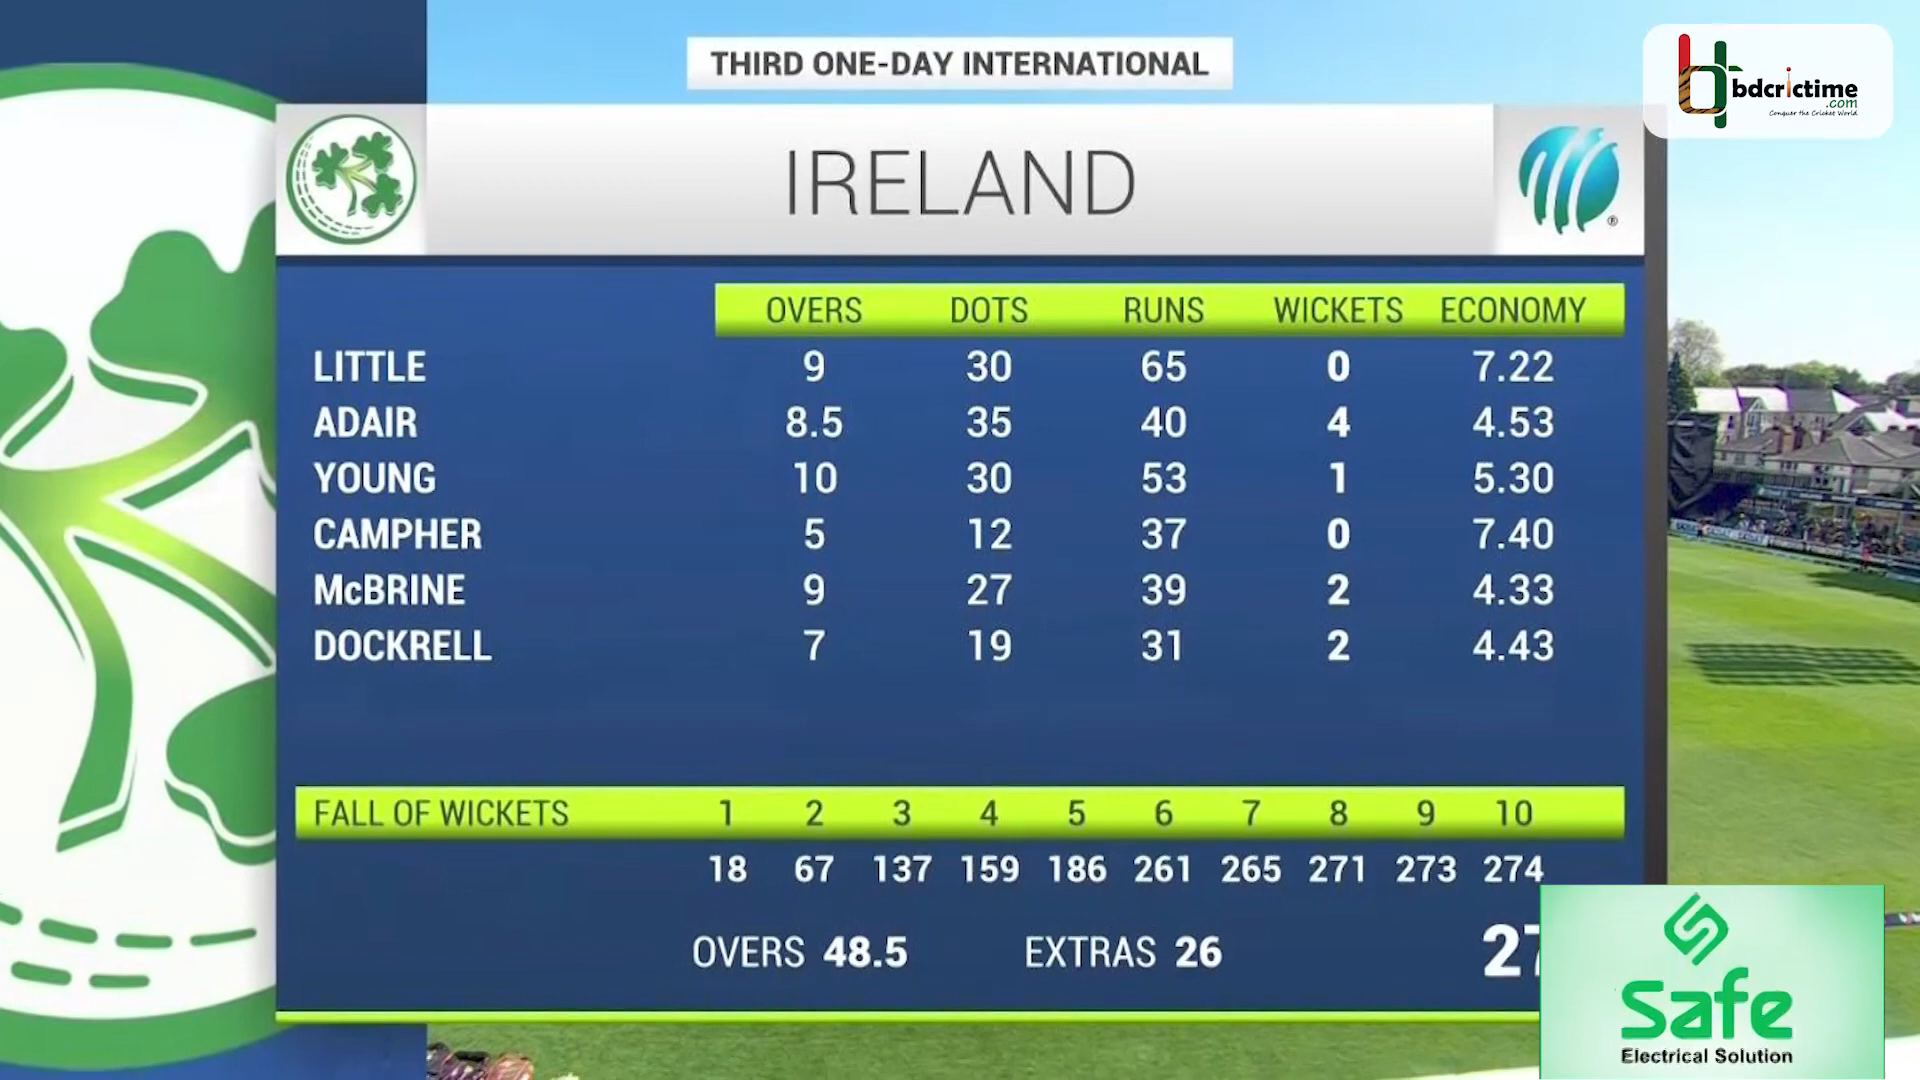 THIRD ONE-DAY INTERNATIONAL
bdcrictime
.com
Conquer the Cricket World
IRELAND
®
OVERS DOTS RUNS WICKETS ECONOMY
LITTLE 9 30 65 0 7.22
ADAIR 8.5 35 40 4 4.53
YOUNG 10 30 53 1 5.30
CAMPHER 5 12 37 0 7.40
McBRINE 9 27 39 2 4.33
DOCKRELL 7 19 31 2 4.43
FALL OF WICKETS 1 2 3 4 5 6 7 8 9 10
18 67 137 159 186 261 265 271 273 274
OVERS 48.5 EXTRAS 26
Safe
Electrical Solution